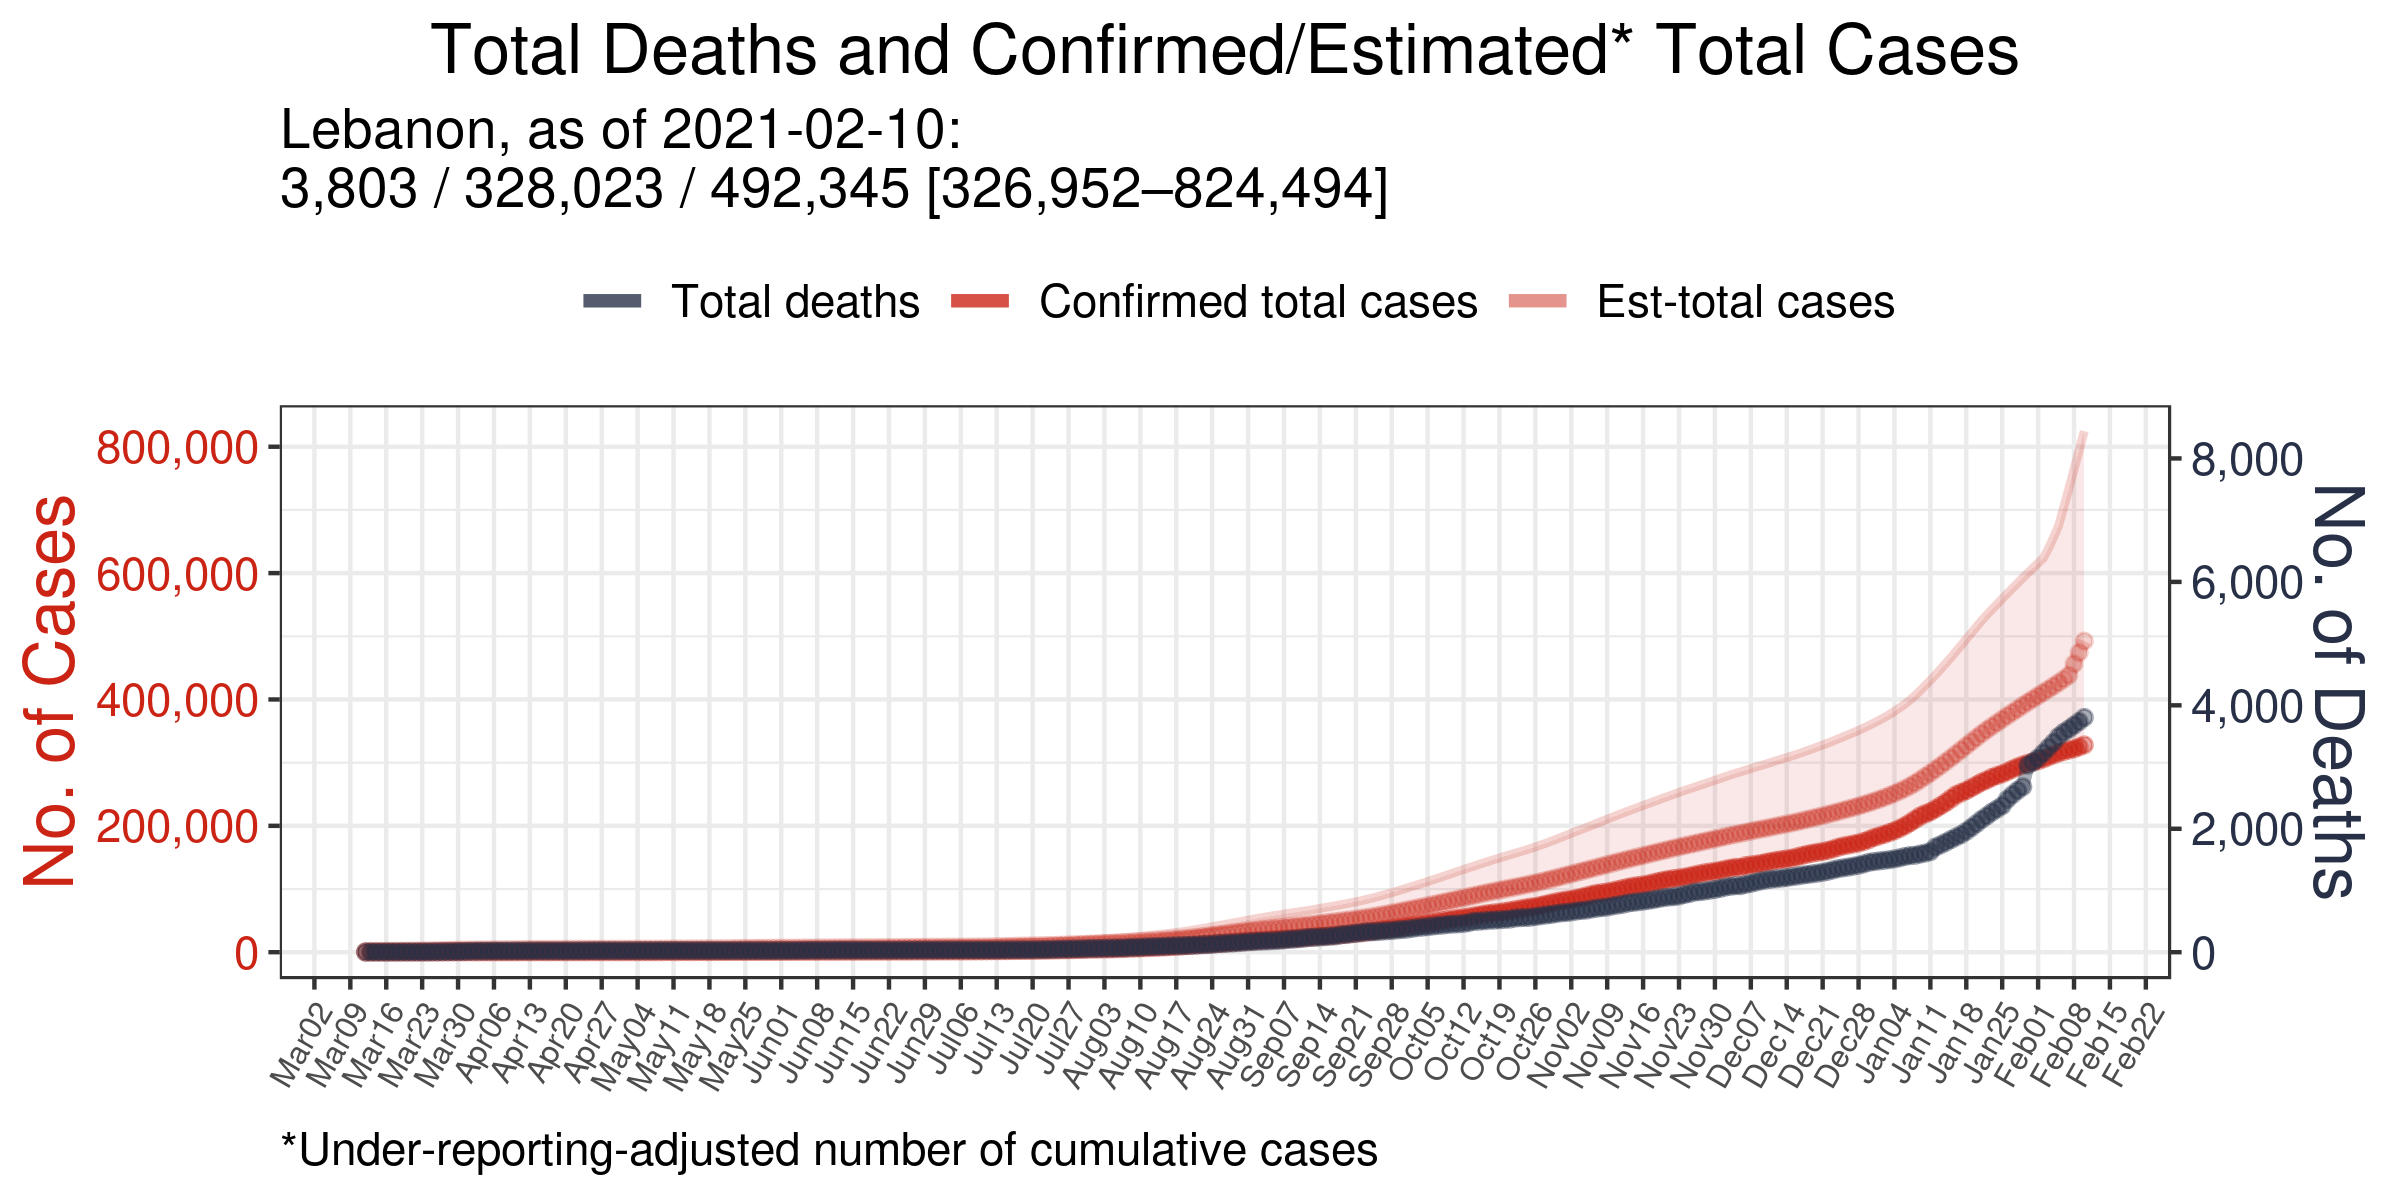 Total Deaths and Confirmed/Estimated* Total Cases
Lebanon, as of 2021-02-10:
3,803 / 328,023 / 492,345 [326,952–824,494]
Total deaths Confirmed total cases Est-total cases
No. of Cases
800,000
600,000
400,000
200,000
0
8,000
6,000
4,000
2,000
0
No. of Deaths
Mar02 Mar09 Mar16 Mar23 Mar30 Apr06 Apr13 Apr20 Apr27 May04 May11 May18 May25 Jun01 Jun08 Jun15 Jun22 Jun29 Jul06 Jul13 Jul20 Jul27 Aug03 Aug10 Aug17 Aug24 Aug31 Sep07 Sep14 Sep21 Sep28 Oct05 Oct12 Oct19 Oct26 Nov02 Nov09 Nov16 Nov23 Nov30 Dec07 Dec14 Dec21 Dec28 Jan04 Jan11 Jan18 Jan25 Feb01 Feb08 Feb15 Feb22
*Under-reporting-adjusted number of cumulative cases